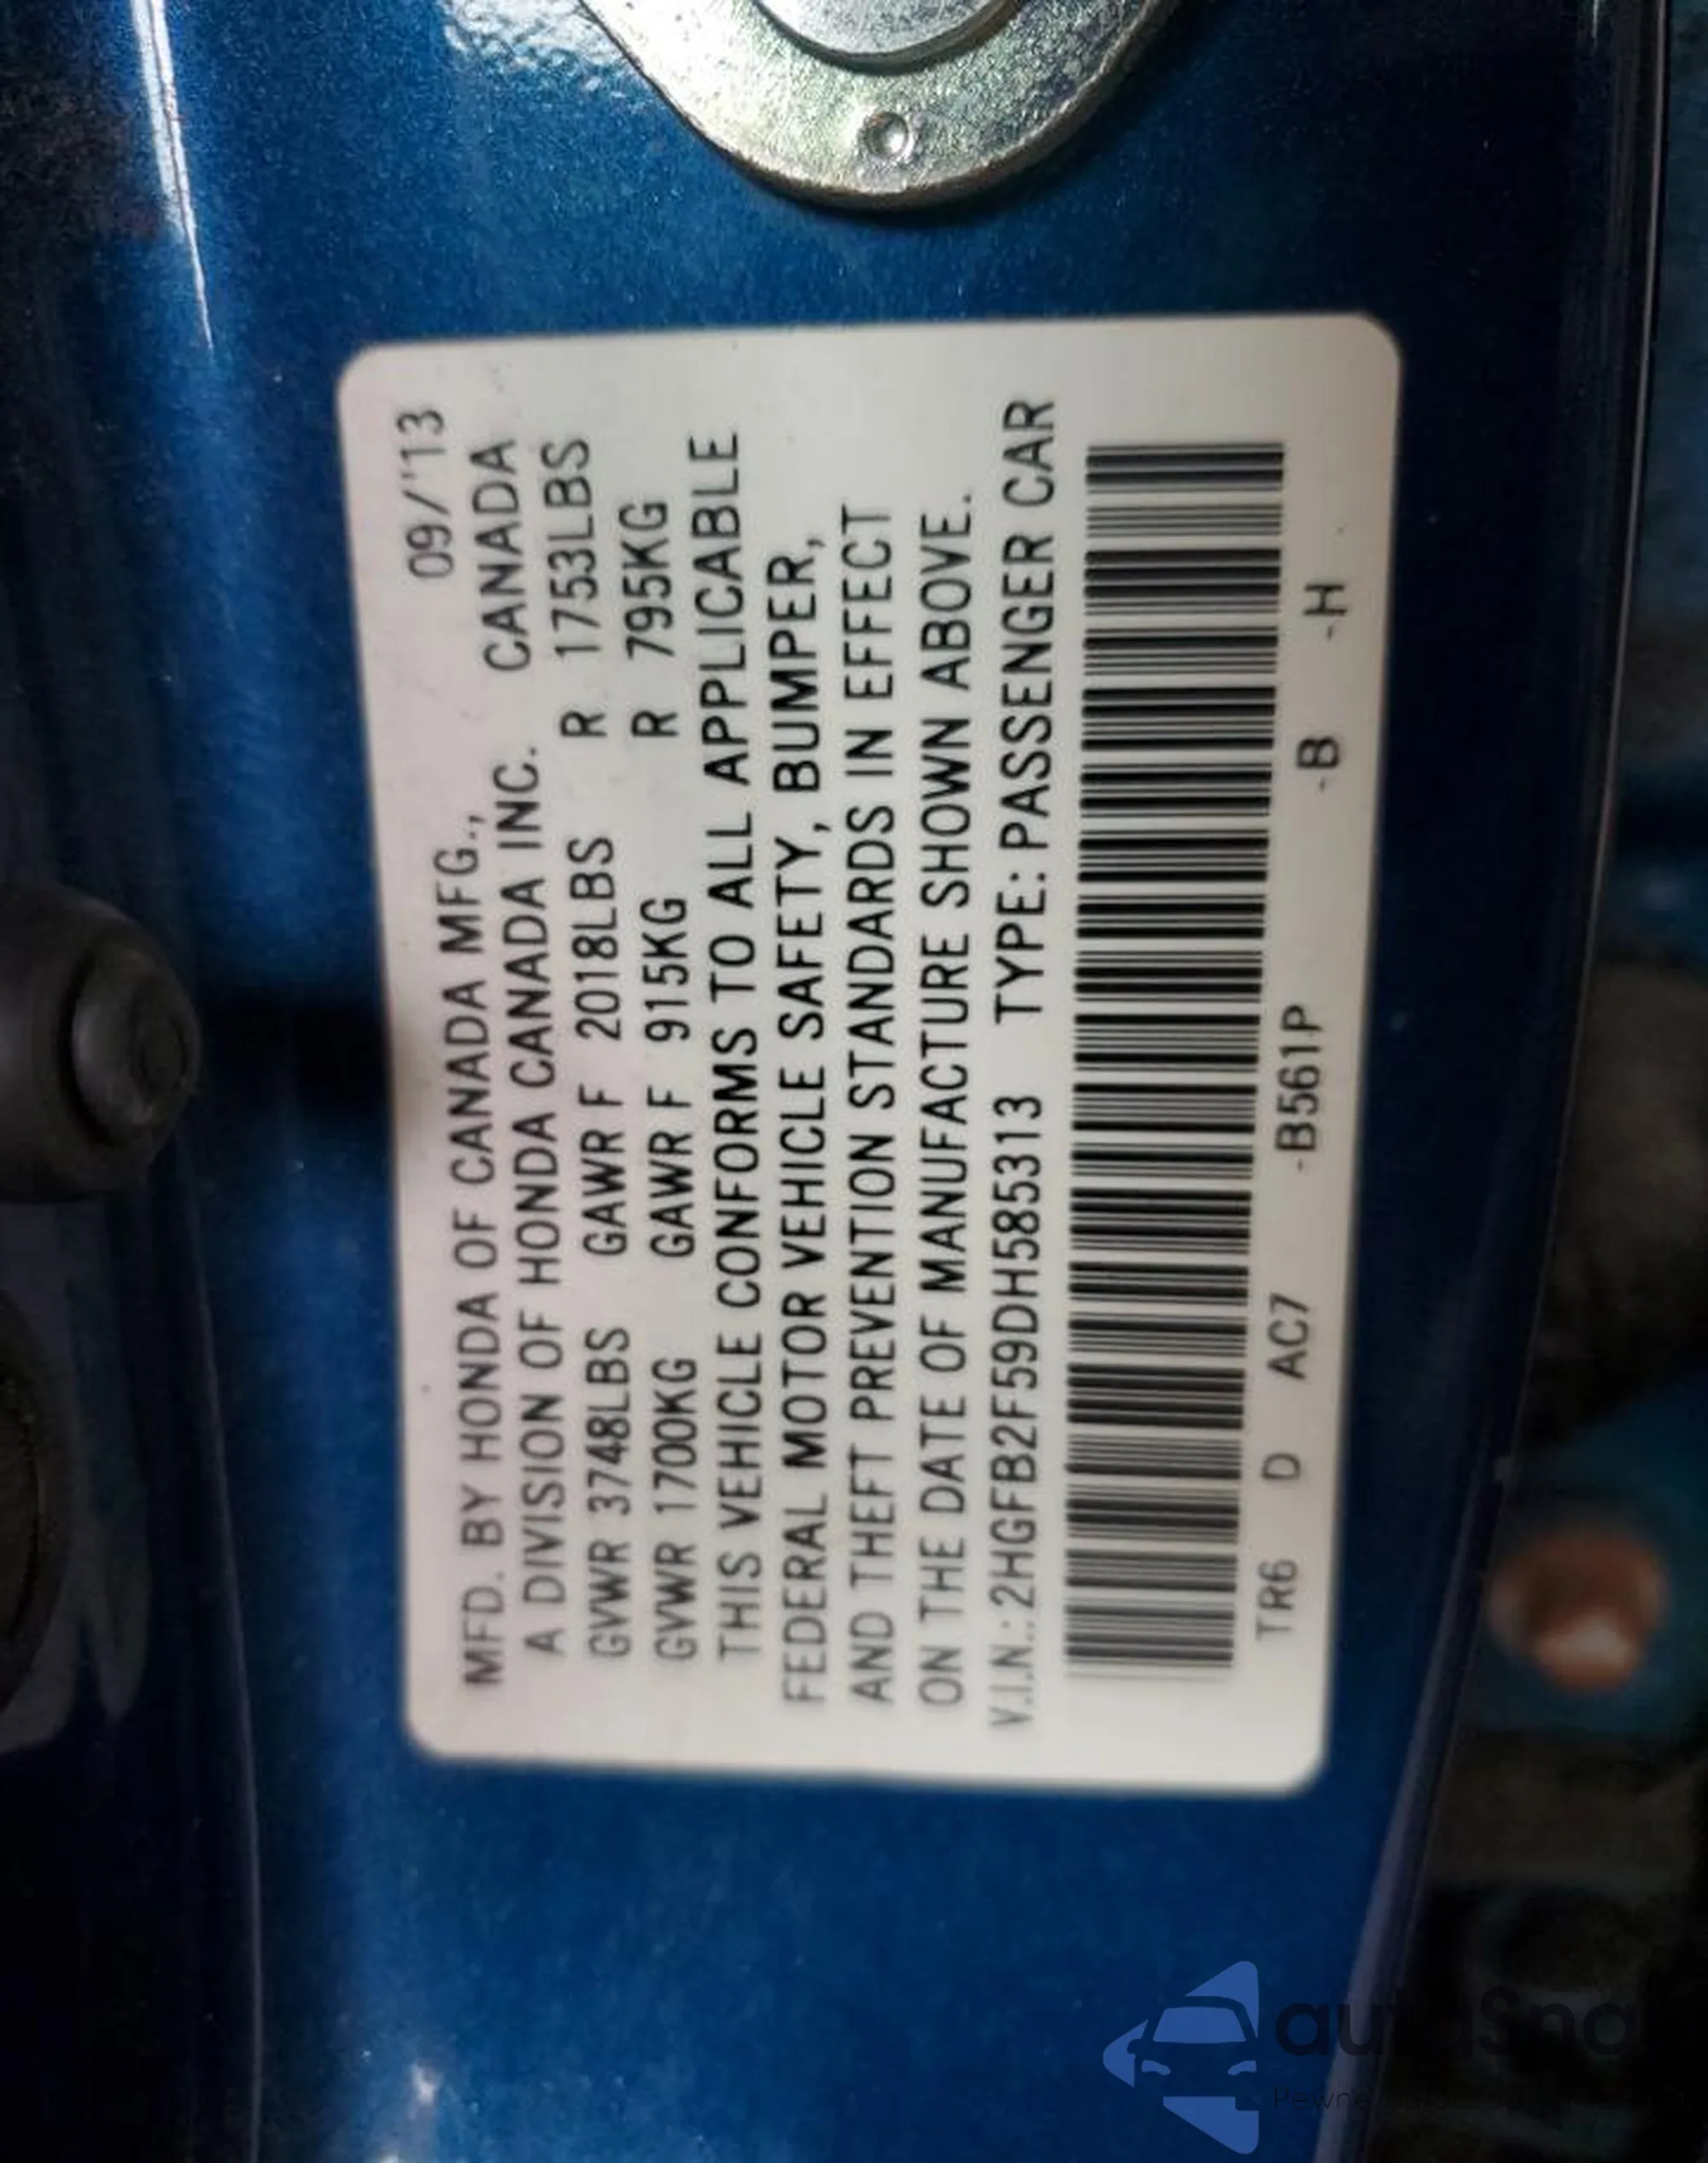 09/'13
MFD. BY HONDA OF CANADA MFG., CANADA
A DIVISION OF HONDA CANADA INC.
GVWR 3748LBS GAWR F 2018LBS R 1753LBS
GVWR 1700KG GAWR F 915KG R 795KG
THIS VEHICLE CONFORMS TO ALL APPLICABLE
FEDERAL MOTOR VEHICLE SAFETY, BUMPER,
AND THEFT PREVENTION STANDARDS IN EFFECT
ON THE DATE OF MANUFACTURE SHOWN ABOVE.
V.I.N.:2HGFB2F59DH585313 TYPE: PASSENGER CAR
TR6 D AC7 -B561P -B -H